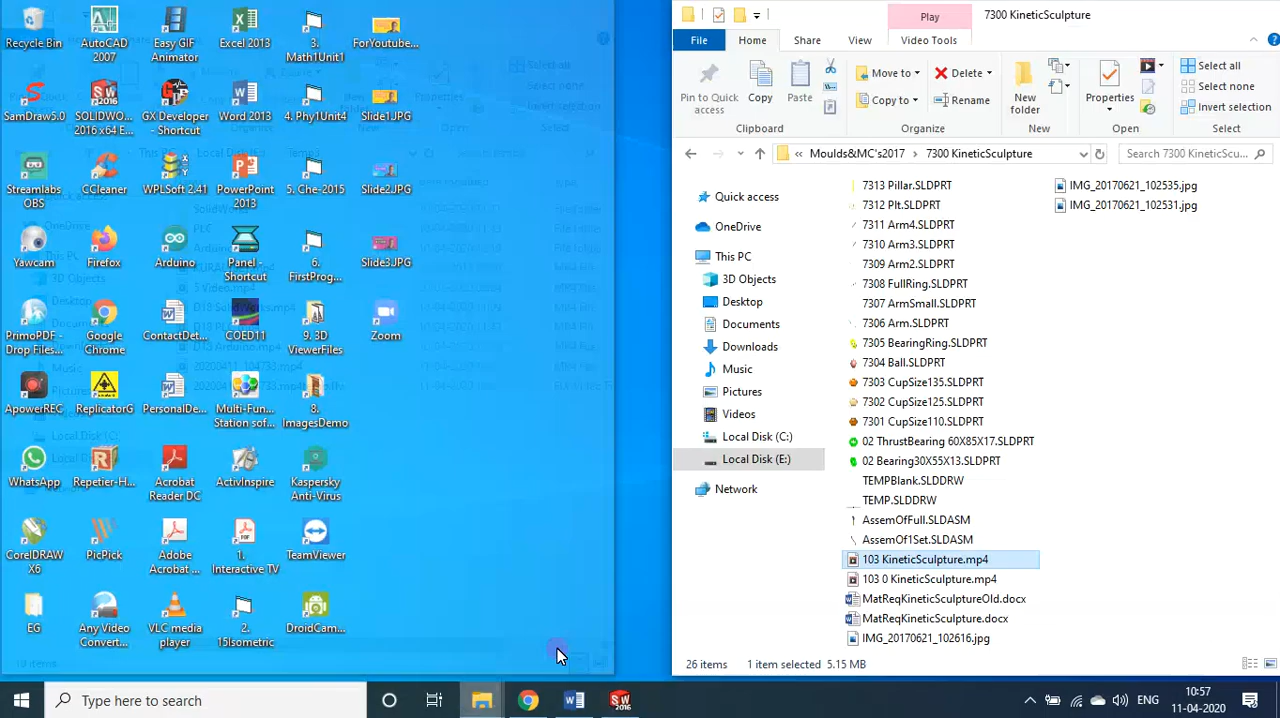 Recycle Bin
AutoCAD
2007
Easy GIF
Animator
Excel 2013
3.
Math1Unit1
ForYoutube...
SamDraw5.0
SOLIDWO...
2016 x64 E...
GX Developer
- Shortcut
Word 2013
4. Phy1Unit4
Slide1JPG
Streamlabs
OBS
CCleaner
WPLSoft 2.41
PowerPoint
2013
5. Che-2015
Slide2JPG
Yawcam
Firefox
Arduino
Panel -
Shortcut
6.
FirstProg...
Slide3JPG
PrimoPDF -
Drop Files...
Google
Chrome
ContactDet...
COED11
9. 3D
ViewerFiles
Zoom
ApowerREC
ReplicatorG
PersonalDe...
Multi-Fun...
Station sof...
8.
ImagesDemo
WhatsApp
Repetier-H...
Acrobat
Reader DC
ActivInspire
Kaspersky
Anti-Virus
CorelDRAW
X6
PicPick
Adobe
Acrobat ...
1.
Interactive TV
TeamViewer
EG
Any Video
Convert...
VLC media
player
2.
15Isometric
DroidCam...
Play
7300 KineticSculpture
File
Home
Share
View
Video Tools
Pin to Quick
access
Copy
Paste
Move to
Copy to
Delete
Rename
New
folder
Properties
Select all
Select none
Invert selection
Clipboard
Organize
New
Open
Select
« Moulds&MC's2017 › 7300 KineticSculpture
Search 7300 KineticScu...
Quick access
OneDrive
This PC
3D Objects
Desktop
Documents
Downloads
Music
Pictures
Videos
Local Disk (C:)
Local Disk (E:)
Network
7313 Pillar.SLDPRT
7312 Plt.SLDPRT
7311 Arm4.SLDPRT
7310 Arm3.SLDPRT
7309 Arm2.SLDPRT
7308 FullRing.SLDPRT
7307 ArmSmall.SLDPRT
7306 Arm.SLDPRT
7305 BearingRing.SLDPRT
7304 Ball.SLDPRT
7303 CupSize135.SLDPRT
7302 CupSize125.SLDPRT
7301 CupSize110.SLDPRT
02 ThrustBearing 60X85X17.SLDPRT
02 Bearing30X55X13.SLDPRT
TEMPBlank.SLDDRW
TEMP.SLDDRW
AssemOfFull.SLDASM
AssemOf1Set.SLDASM
103 KineticSculpture.mp4
103 0 KineticSculpture.mp4
MatReqKineticSculptureOld.docx
MatReqKineticSculpture.docx
IMG_20170621_102616.jpg
IMG_20170621_102535.jpg
IMG_20170621_102531.jpg
26 items
1 item selected 5.15 MB
Type here to search
ENG
10:57
11-04-2020